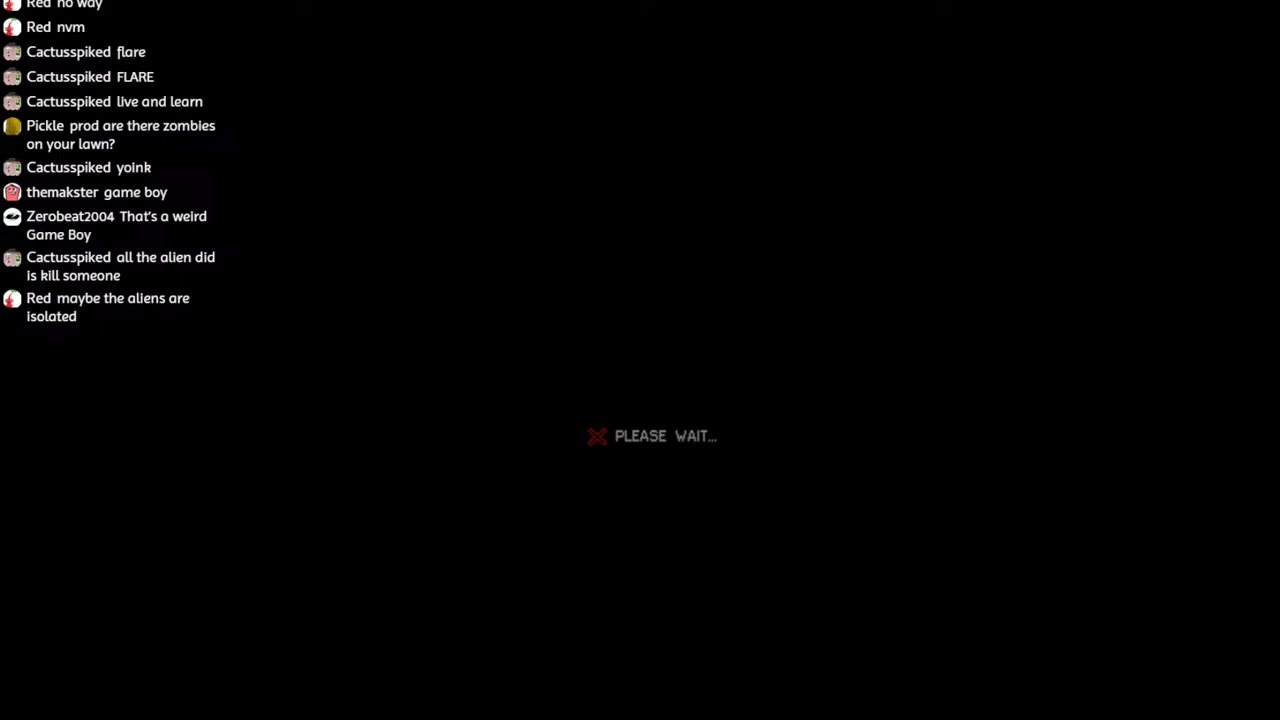 Red no way
Red nvm
Cactusspiked flare
Cactusspiked FLARE
Cactusspiked live and learn
Pickle prod are there zombies
on your lawn?
Cactusspiked yoink
themakster game boy
Zerobeat2004 That's a weird
Game Boy
Cactusspiked all the alien did
is kill someone
Red maybe the aliens are
isolated
PLEASE WAIT...